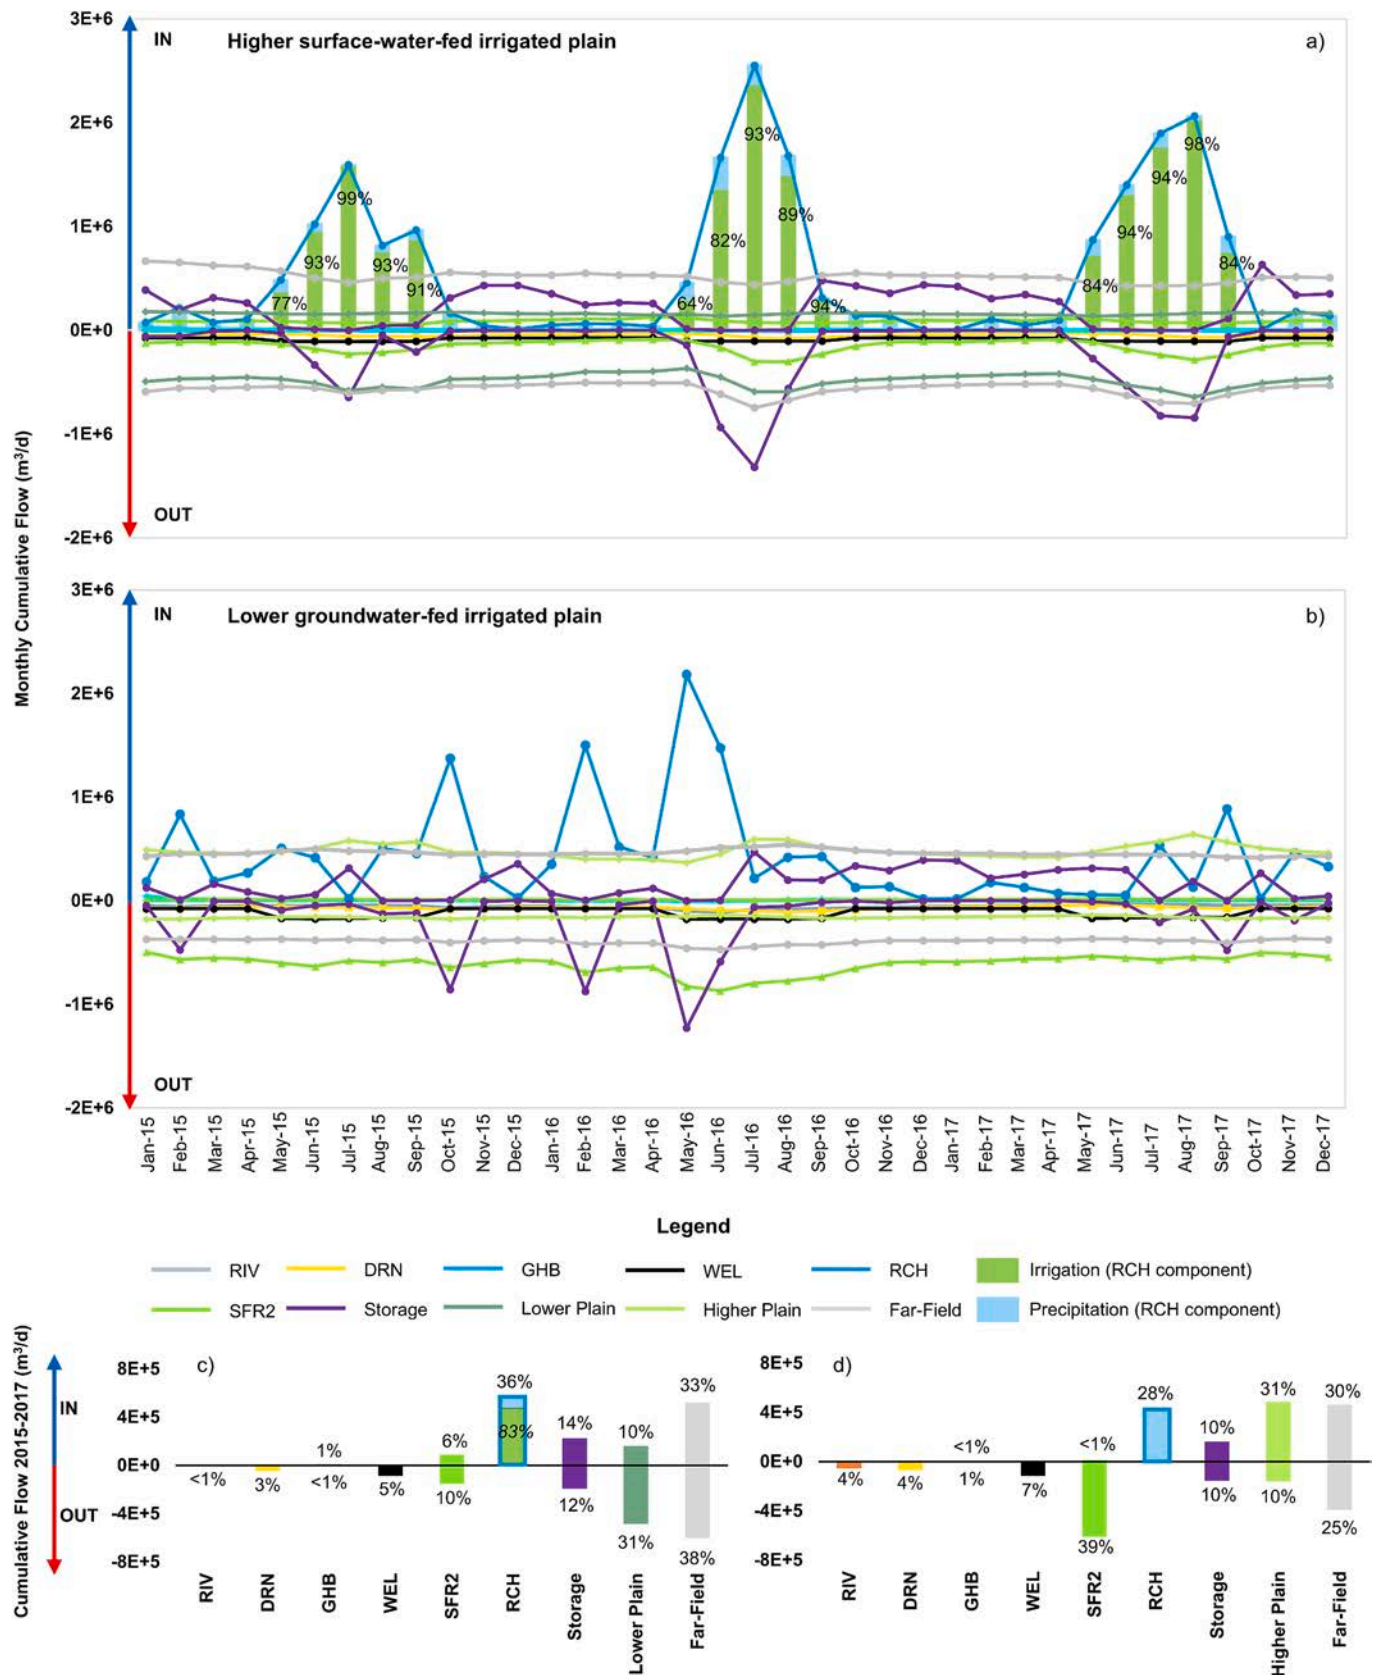 3E+6
IN Higher surface-water-fed irrigated plain a)
2E+6
93%
98%
99%
94%
1E+6
89%
82%
94%
93%
93%
91%
77%
64%
94%
84%
84%
0E+0
-1E+6
OUT
-2E+6
Monthly Cumulative Flow (m³/d)
3E+6
IN Lower groundwater-fed irrigated plain b)
2E+6
1E+6
0E+0
-1E+6
OUT
-2E+6
Jan-15 Feb-15 Mar-15 Apr-15 May-15 Jun-15 Jul-15 Aug-15 Sep-15 Oct-15 Nov-15 Dec-15 Jan-16 Feb-16 Mar-16 Apr-16 May-16 Jun-16 Jul-16 Aug-16 Sep-16 Oct-16 Nov-16 Dec-16 Jan-17 Feb-17 Mar-17 Apr-17 May-17 Jun-17 Jul-17 Aug-17 Sep-17 Oct-17 Nov-17 Dec-17
Legend
RIV DRN GHB WEL RCH Irrigation (RCH component)
SFR2 Storage Lower Plain Higher Plain Far-Field Precipitation (RCH component)
Cumulative Flow 2015-2017 (m³/d)
IN
OUT
c)
8E+5
4E+5
0E+0
-4E+5
-8E+5
1% 6% 36% 83% 14% 10% 33%
<1% 3% <1% 5% 10% 12% 31% 38%
RIV DRN GHB WEL SFR2 RCH Storage Lower Plain Far-Field
d)
8E+5
4E+5
0E+0
-4E+5
-8E+5
<1% <1% 28% 10% 31% 30%
4% 4% 1% 7% 39% 10% 10% 25%
RIV DRN GHB WEL SFR2 RCH Storage Higher Plain Far-Field